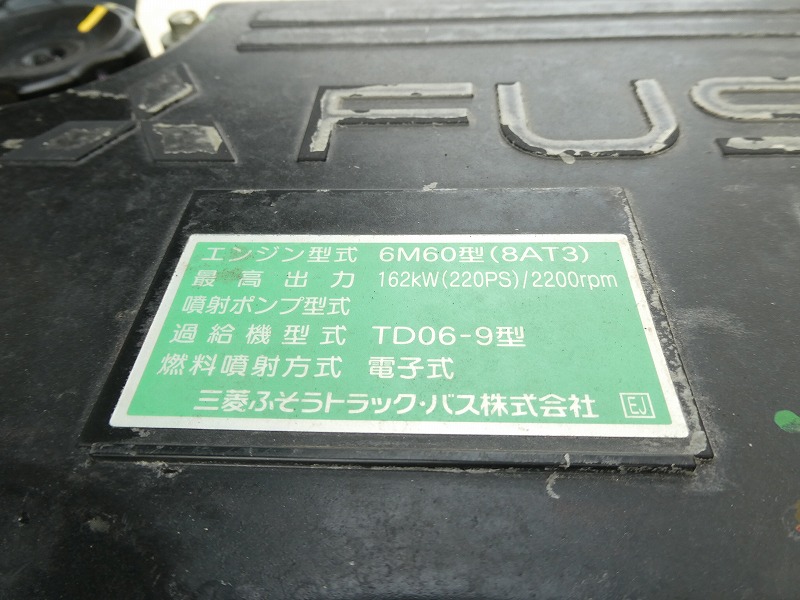 FUS
エンジン型式 6M60型(8AT3)
最高出力 162kW(220PS)/2200rpm
噴射ポンプ型式
過給機型式 TD06-9型
燃料噴射方式 電子式
三菱ふそうトラック・バス株式会社 EJ